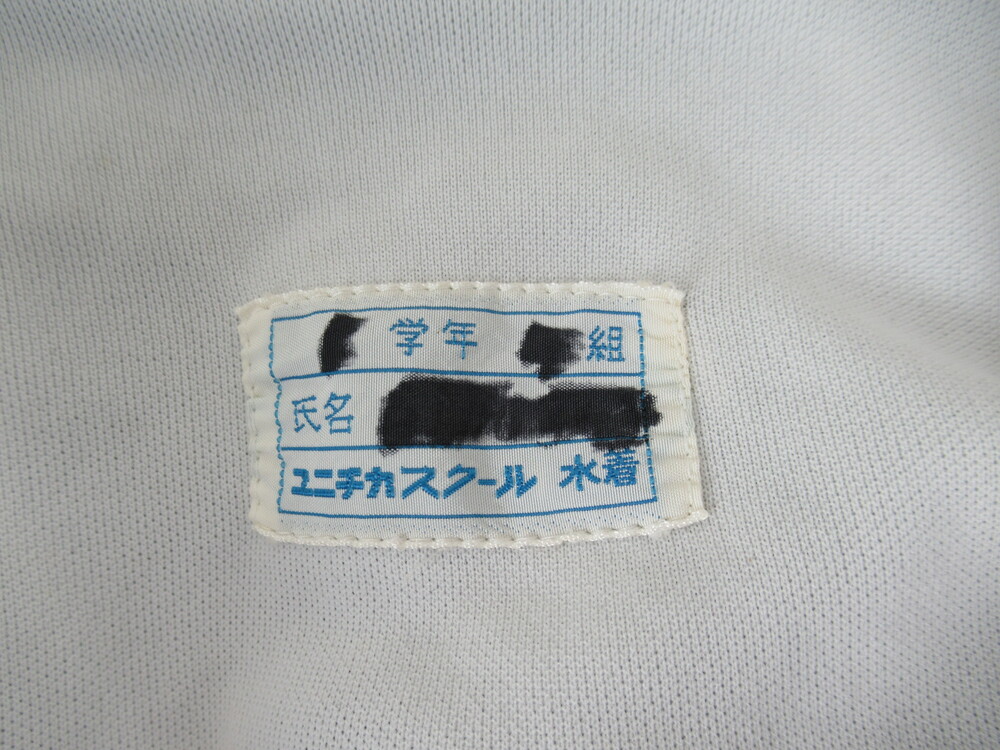 学年 組
氏名
ユニチカスクール 水着